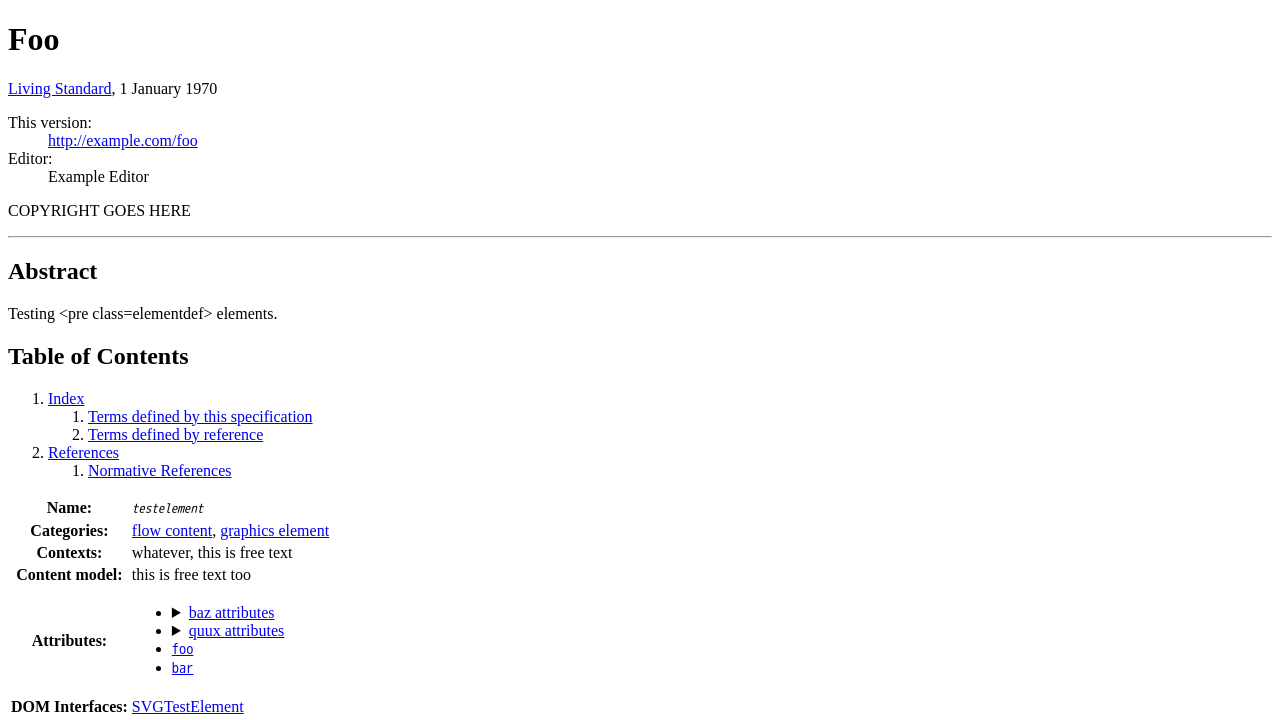 Foo
Living Standard, 1 January 1970
This version:
http://example.com/foo
Editor:
Example Editor
COPYRIGHT GOES HERE
Abstract
Testing <pre class=elementdef> elements.
Table of Contents
1. Index
1. Terms defined by this specification
2. Terms defined by reference
2. References
1. Normative References
Name: testelement
Categories: flow content, graphics element
Contexts: whatever, this is free text
Content model: this is free text too
Attributes:
• ▶ baz attributes
• ▶ quux attributes
• foo
• bar
DOM Interfaces: SVGTestElement